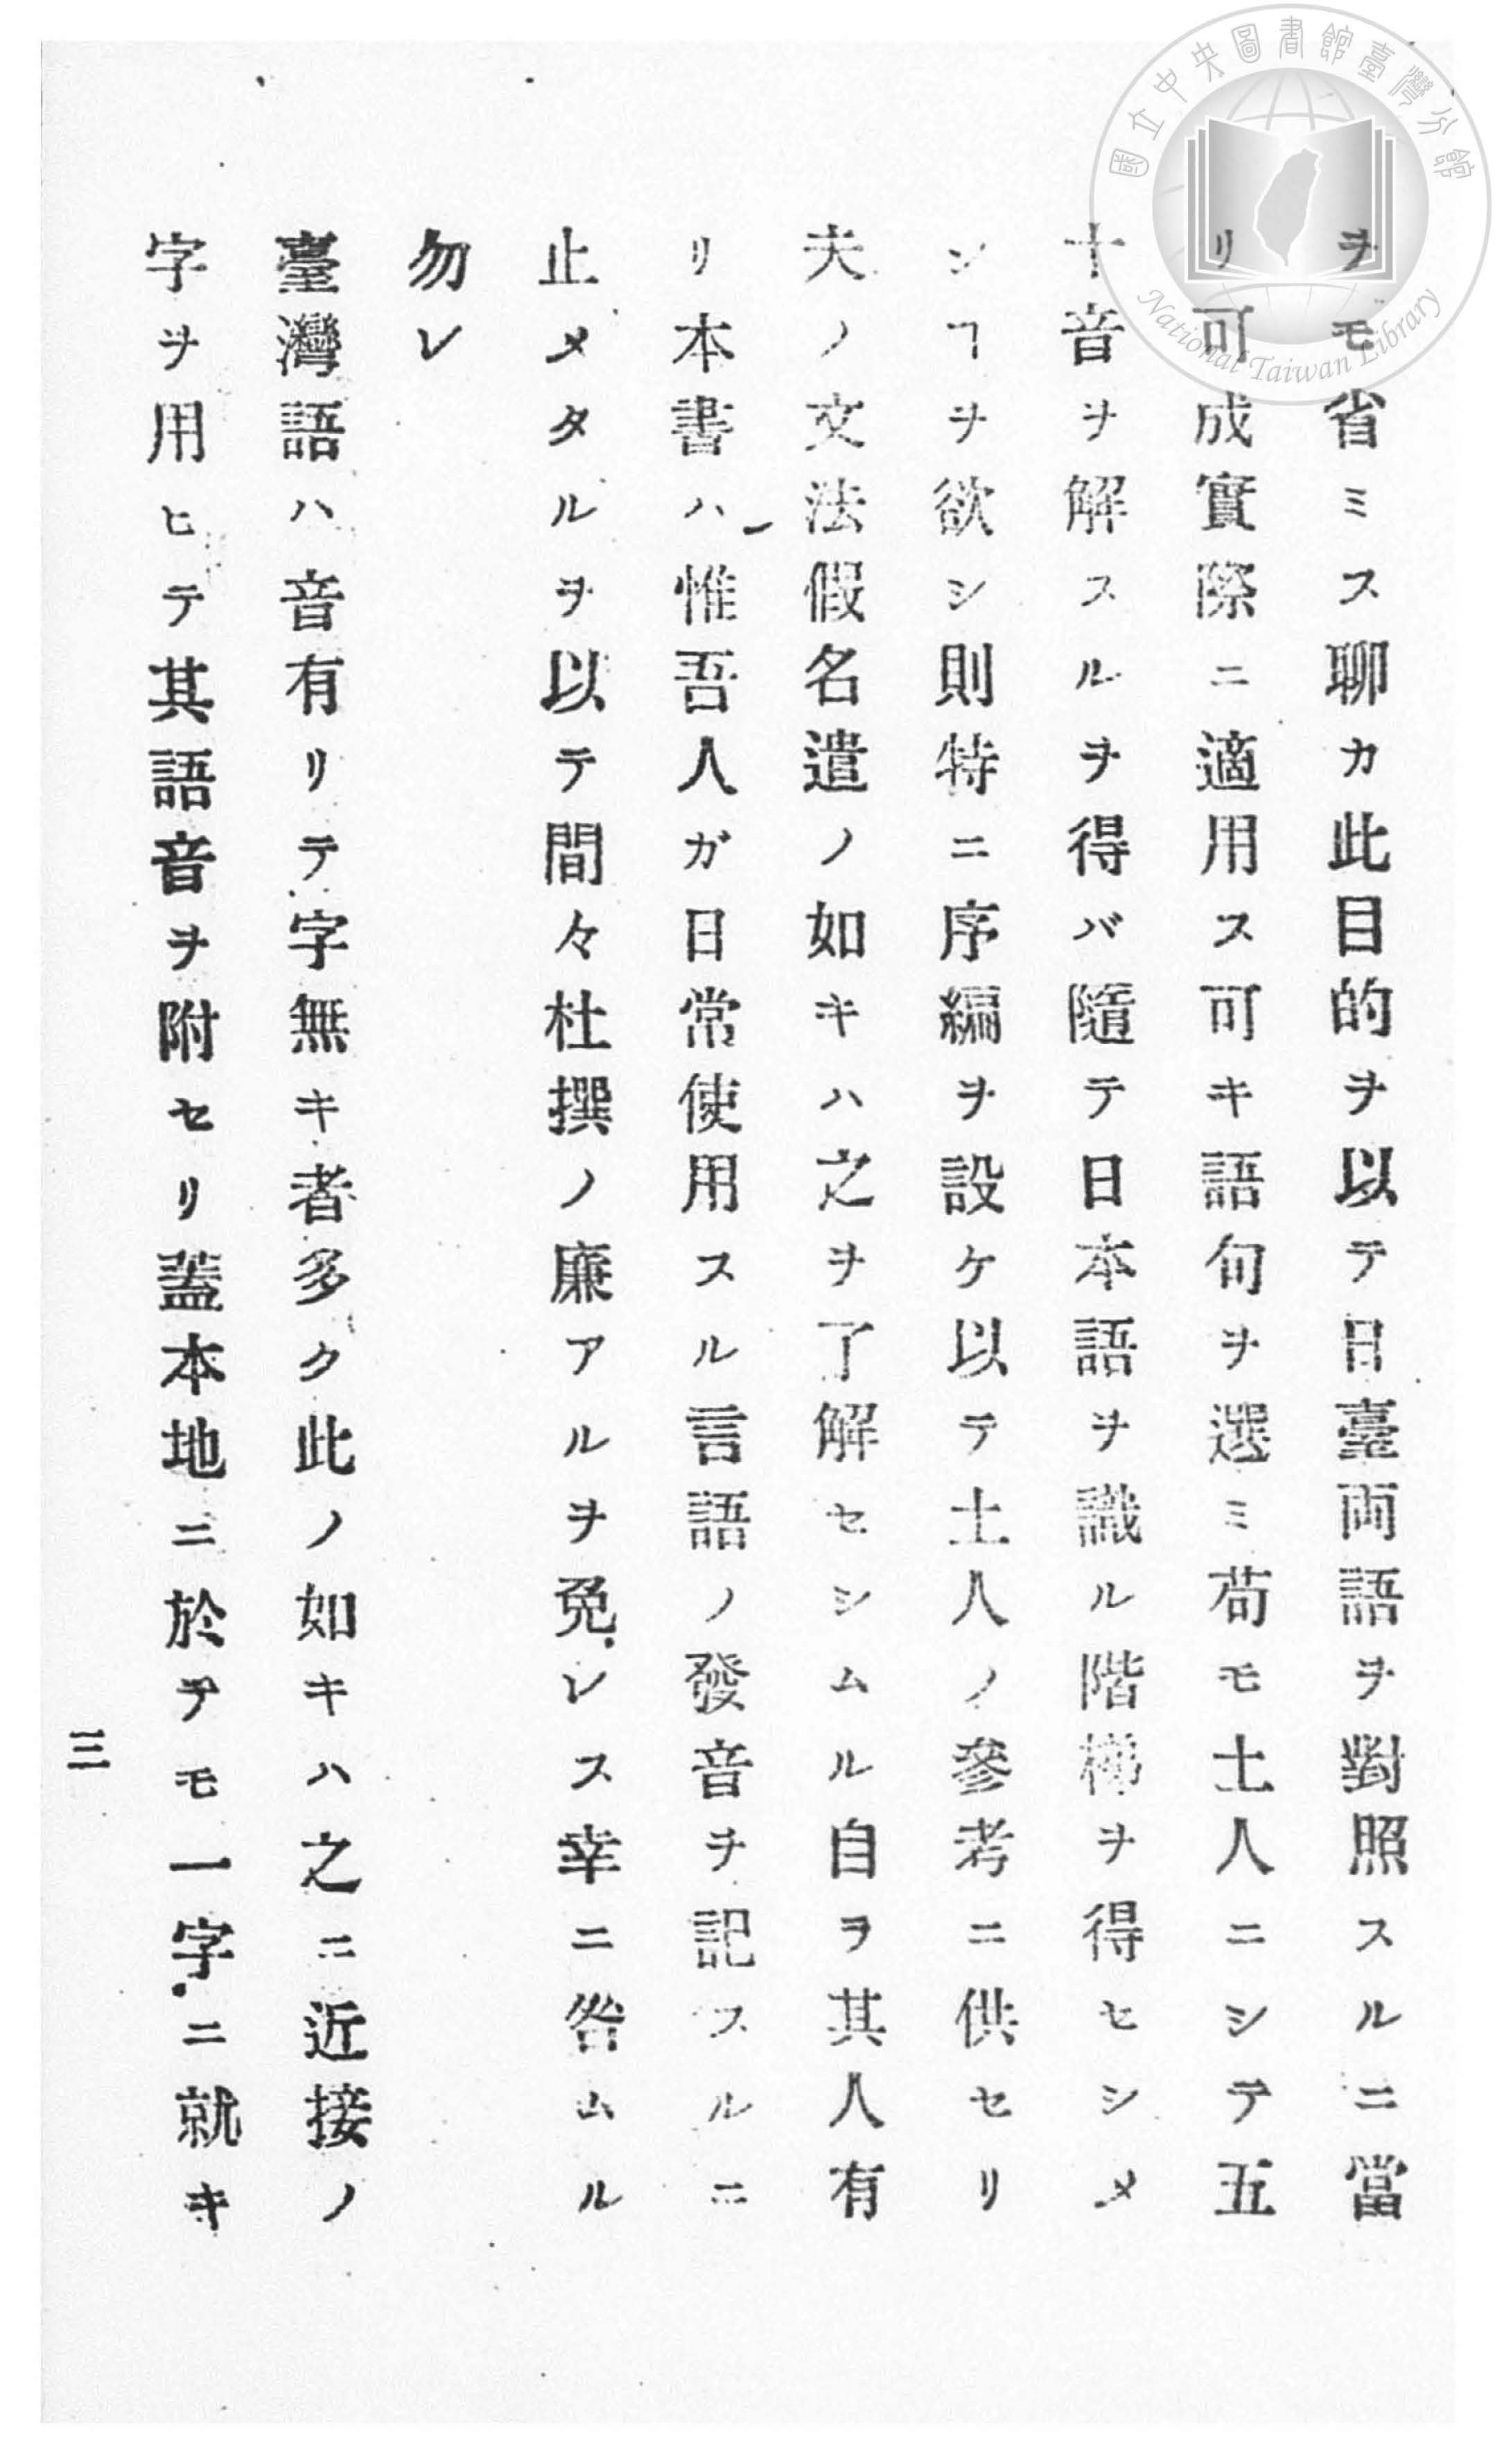 國立中央圖書館臺灣分館
National Taiwan Library
ヲモ省ミス聊カ此目的ヲ以テ日臺両語ヲ對照スルニ當
リ可成實際ニ適用ス可キ語句ヲ選ミ苟モ土人ニシテ五
十音ヲ解スルヲ得バ隨テ日本語ヲ識ル階梯ヲ得セシメ
ンヿヲ欲シ則特ニ序編ヲ設ケ以テ土人ノ參考ニ供セリ
夫ノ文法假名遣ノ如キハ之ヲ了解セシムル自ヲ其人有
リ本書ハ惟吾人ガ日常使用スル言語ノ發音ヲ記スルニ
止メタルヲ以テ間々杜撰ノ廉アルヲ免レス幸ニ咎ムル
勿レ
臺灣語ハ音有リテ字無キ者多ク此ノ如キハ之ニ近接ノ
字ヲ用ヒテ其語音ヲ附セリ蓋本地ニ於テモ一字ニ就キ
三